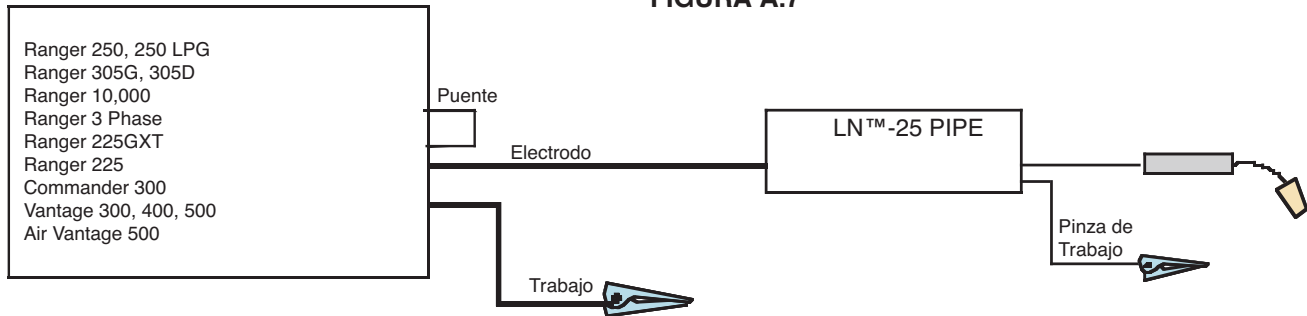 FIGURA A.7
Ranger 250, 250 LPG
Ranger 305G, 305D
Ranger 10,000
Ranger 3 Phase
Ranger 225GXT
Ranger 225
Commander 300
Vantage 300, 400, 500
Air Vantage 500
Puente
Electrodo
LN™-25 PIPE
Pinza de
Trabajo
Trabajo